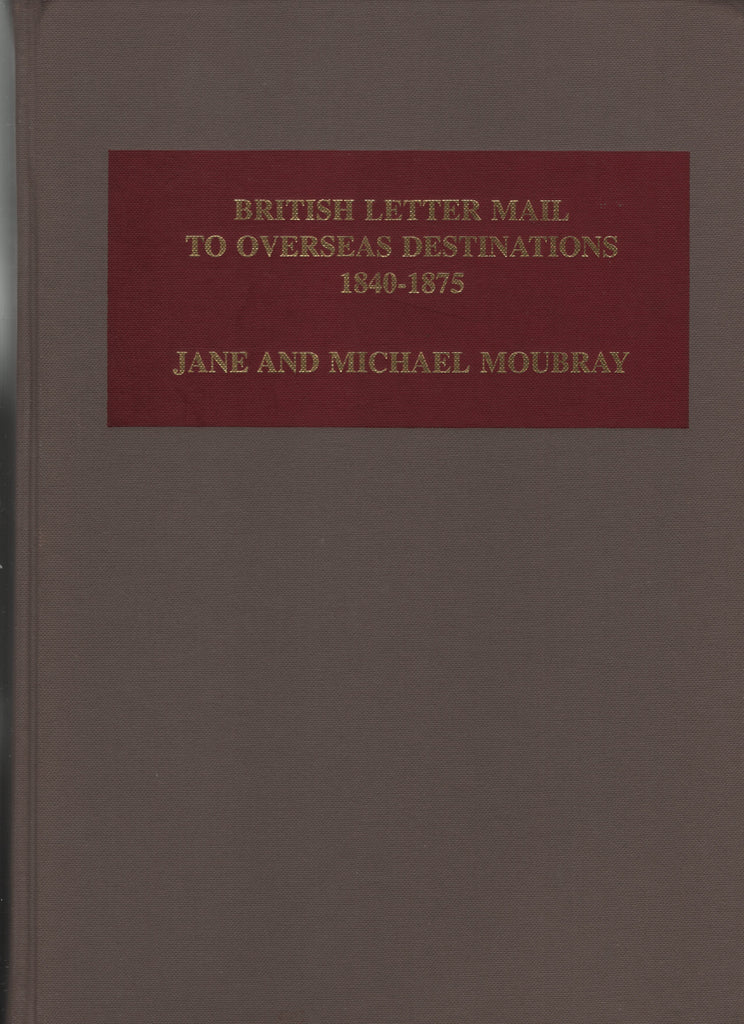 BRITISH LETTER MAIL
TO OVERSEAS DESTINATIONS
1840-1875
JANE AND MICHAEL MOUBRAY